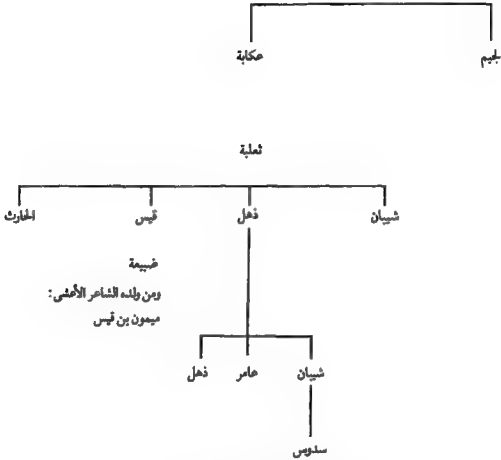 لجيم عكابة
ثعلبة
شيبان ذهل قيس الحارث
ضبيعة
ومن ولده الشاعر الأعشى:
ميمون بن قيس
شيبان عامر ذهل
سدوس